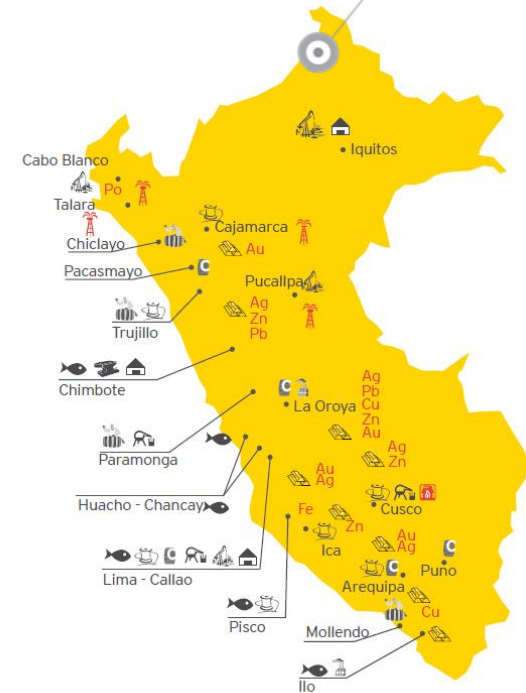 Iquitos
Cabo Blanco
Po
Talara
Cajamarca
Chiclayo
Au
Pacasmayo
Pucallpa
Ag
Zn
Pb
Trujillo
Chimbote
Ag
Pb
Cu
Zn
Au
La Oroya
Paramonga
Ag
Zn
Au
Ag
Huacho - Chancay
Cusco
Fe
Zn
Ica
Au
Ag
Lima - Callao
Puno
Arequipa
Cu
Pisco
Mollendo
Ilo